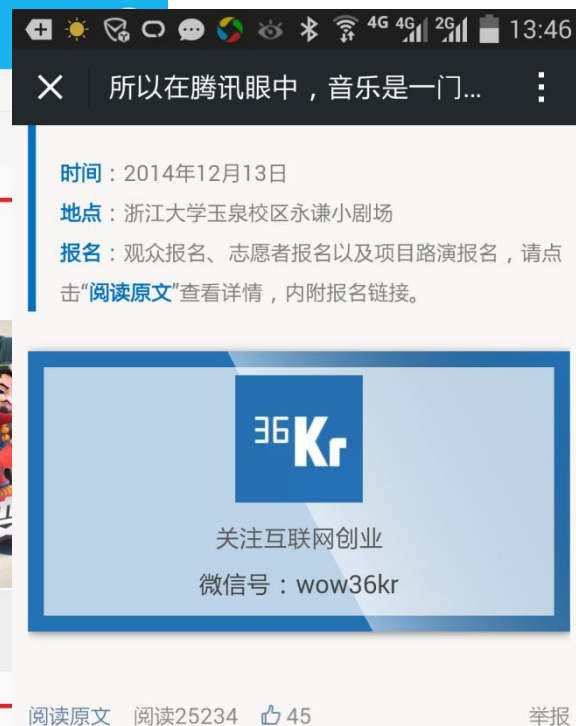 4G 4G 2G 13:46
所以在腾讯眼中，音乐是一门...
时间：2014年12月13日
地点：浙江大学玉泉校区永谦小剧场
报名：观众报名、志愿者报名以及项目路演报名，请点
击“阅读原文”查看详情，内附报名链接。
36Kr
关注互联网创业
微信号：wow36kr
阅读原文 阅读25234 45 举报